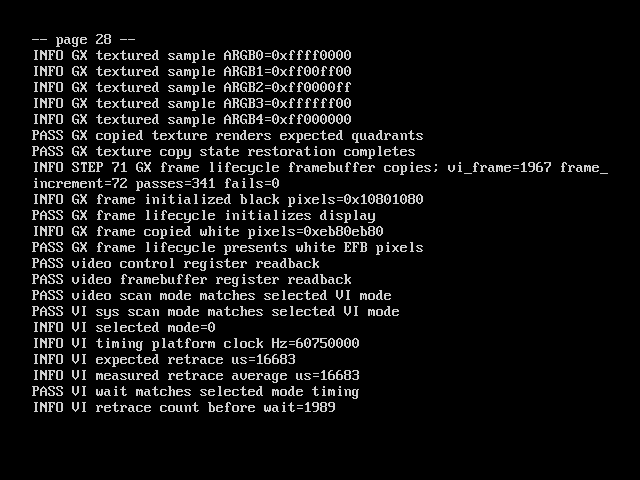 -- page 28 --
INFO GX textured sample ARGB0=0xffff0000
INFO GX textured sample ARGB1=0xff00ff00
INFO GX textured sample ARGB2=0xff0000ff
INFO GX textured sample ARGB3=0xffffff00
INFO GX textured sample ARGB4=0xff000000
PASS GX copied texture renders expected quadrants
PASS GX texture copy state restoration completes
INFO STEP 71 GX frame lifecycle framebuffer copies; vi_frame=1967 frame_
increment=72 passes=341 fails=0
INFO GX frame initialized black pixels=0x10801080
PASS GX frame lifecycle initializes display
INFO GX frame copied white pixels=0xeb80eb80
PASS GX frame lifecycle presents white EFB pixels
PASS video control register readback
PASS video framebuffer register readback
PASS video scan mode matches selected VI mode
PASS VI sys scan mode matches selected VI mode
INFO VI selected mode=0
INFO VI timing platform clock Hz=60750000
INFO VI expected retrace us=16683
INFO VI measured retrace average us=16683
PASS VI wait matches selected mode timing
INFO VI retrace count before wait=1989